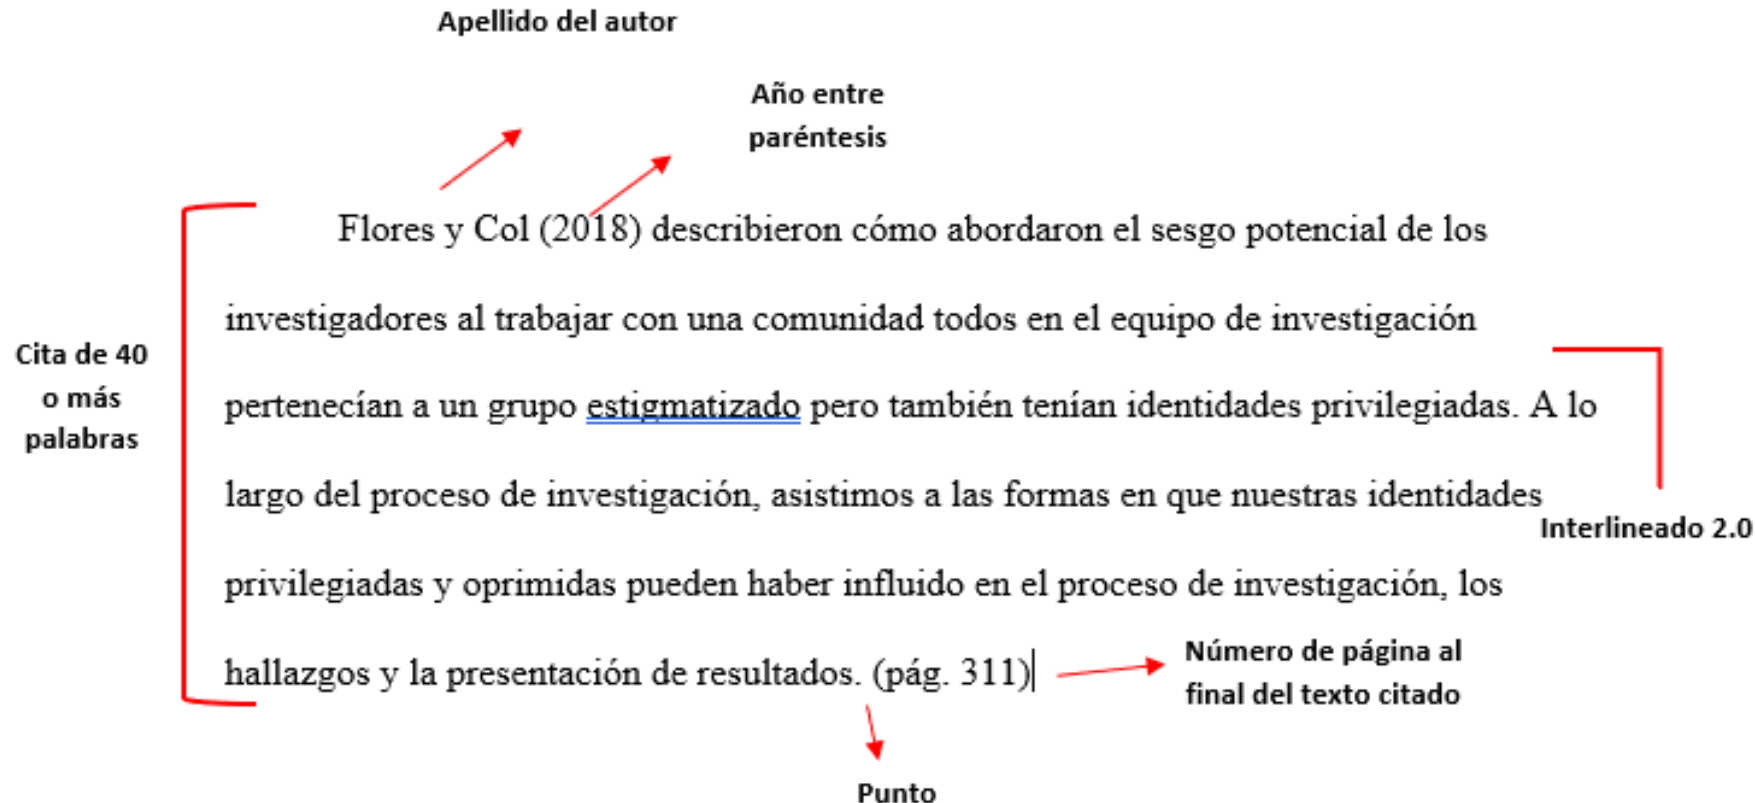 Apellido del autor
Año entre
paréntesis
Flores y Col (2018) describieron cómo abordaron el sesgo potencial de los
investigadores al trabajar con una comunidad todos en el equipo de investigación
pertenecían a un grupo estigmatizado pero también tenían identidades privilegiadas. A lo
largo del proceso de investigación, asistimos a las formas en que nuestras identidades
privilegiadas y oprimidas pueden haber influido en el proceso de investigación, los
hallazgos y la presentación de resultados. (pág. 311)
Cita de 40
o más
palabras
Interlineado 2.0
Número de página al
final del texto citado
Punto